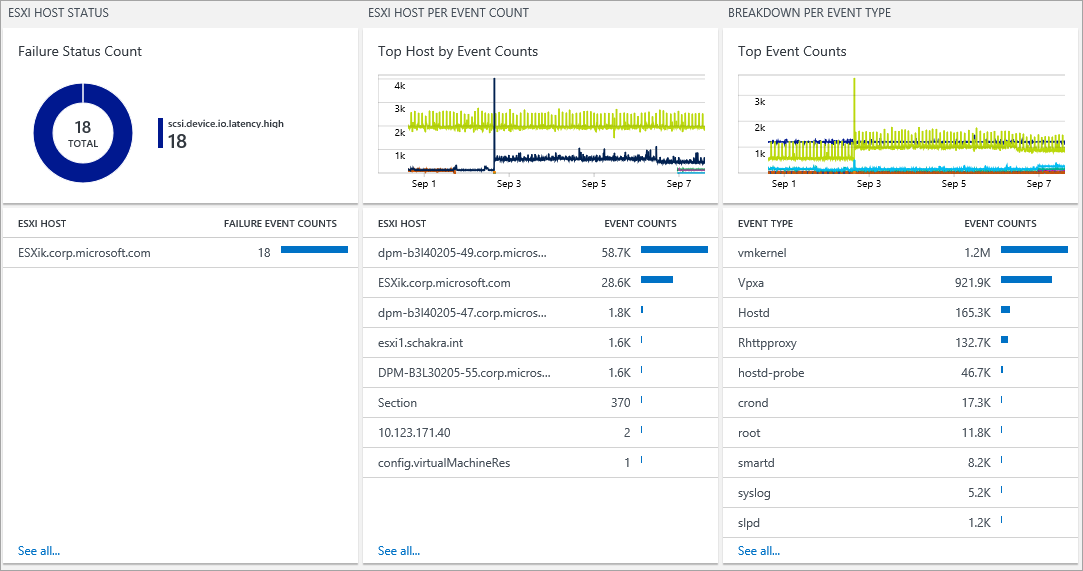 ESXI HOST STATUS
Failure Status Count
18
TOTAL
scsi.device.io.latency.high
18
ESXI HOST FAILURE EVENT COUNTS
ESXik.corp.microsoft.com 18
See all...
ESXI HOST PER EVENT COUNT
Top Host by Event Counts
4k
3k
2k
1k
Sep 1 Sep 3 Sep 5 Sep 7
ESXI HOST EVENT COUNTS
dpm-b3l40205-49.corp.micros... 58.7K
ESXik.corp.microsoft.com 28.6K
dpm-b3l40205-47.corp.micros... 1.8K
esxi1.schakra.int 1.6K
DPM-B3L30205-55.corp.micros... 1.6K
Section 370
10.123.171.40 2
config.virtualMachineRes 1
See all...
BREAKDOWN PER EVENT TYPE
Top Event Counts
3k
2k
1k
Sep 1 Sep 3 Sep 5 Sep 7
EVENT TYPE EVENT COUNTS
vmkernel 1.2M
Vpxa 921.9K
Hostd 165.3K
Rhttpproxy 132.7K
hostd-probe 46.7K
crond 17.3K
root 11.8K
smartd 8.2K
syslog 5.2K
slpd 1.2K
See all...